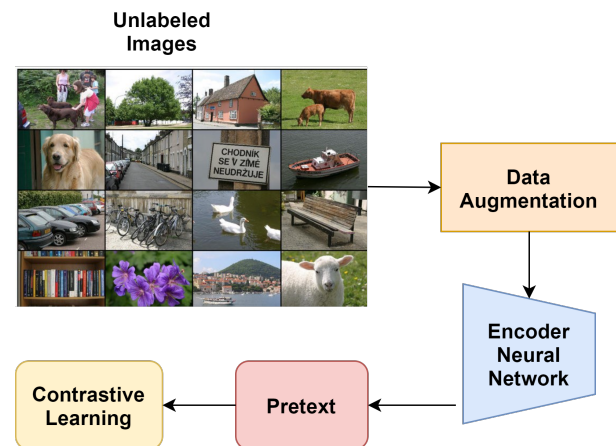 Unlabeled
Images
CHODNÍK
SE V ZIMĚ
NEUDRŽUJE
Data
Augmentation
Encoder
Neural
Network
Pretext
Contrastive
Learning